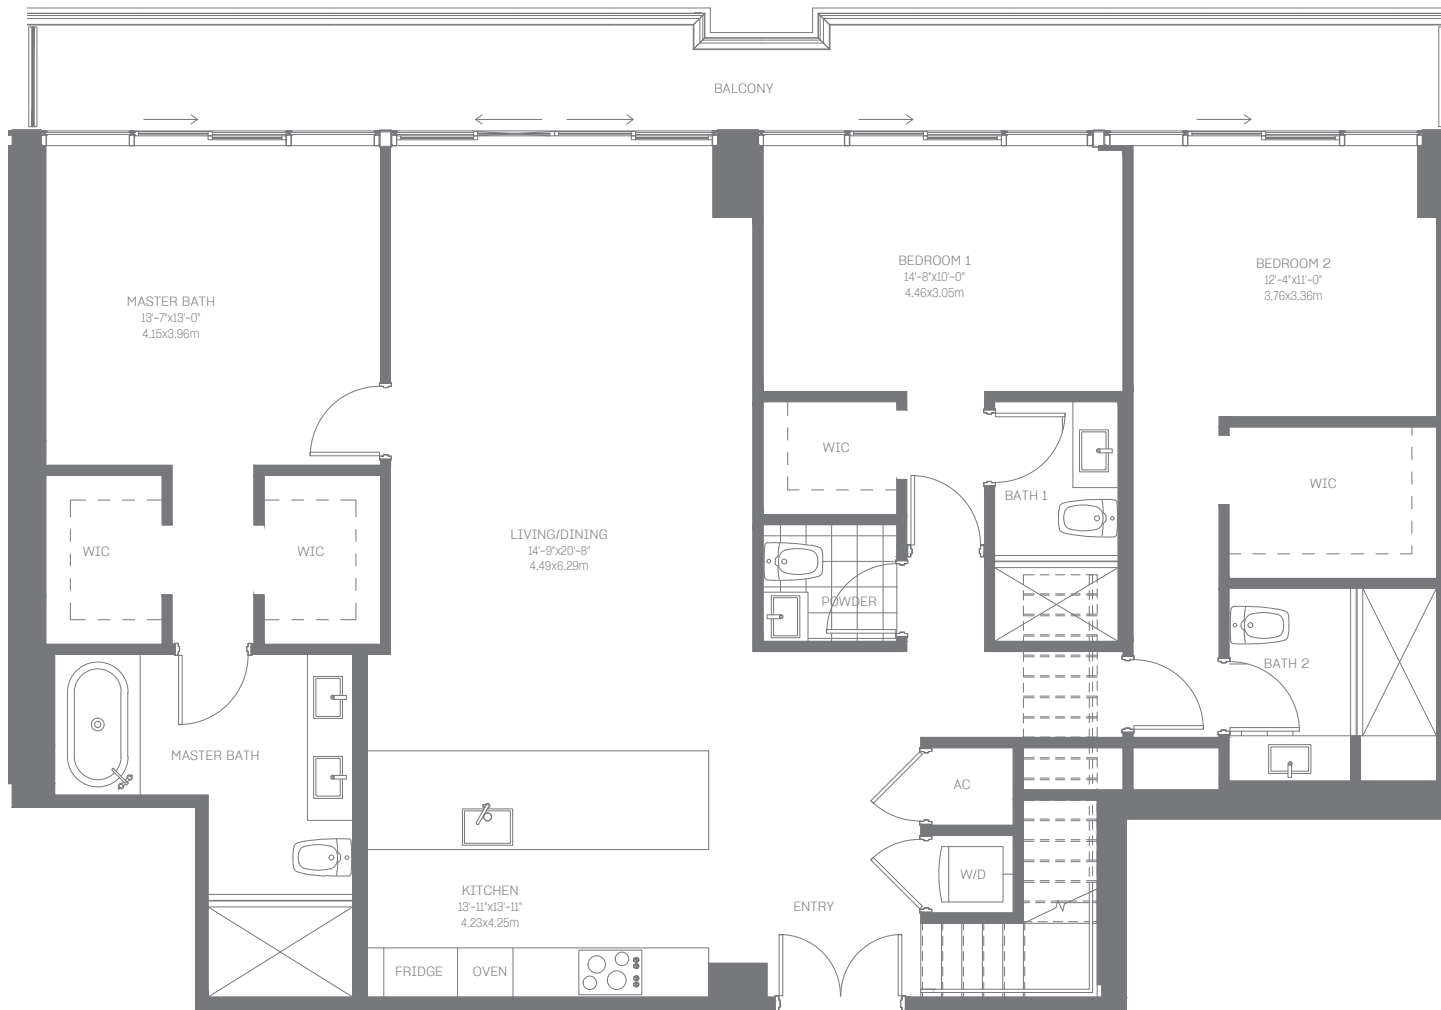 BALCONY
MASTER BATH
13'-7"x13'-0"
4.15x3.96m
BEDROOM 1
14'-8"x10'-0"
4.46x3.05m
BEDROOM 2
12'-4"x11'-0"
3.76x3.36m
WIC
WIC
LIVING/DINING
14'-9"x20'-8"
4.49x6.29m
WIC
BATH 1
WIC
POWDER
BATH 2
MASTER BATH
AC
W/D
KITCHEN
13'-11"x13'-11"
4.23x4.25m
ENTRY
FRIDGE
OVEN